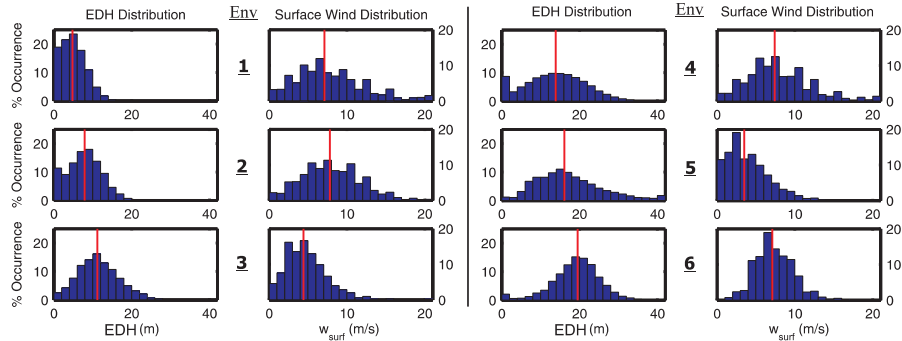 EDH Distribution Env Surface Wind Distribution EDH Distribution Env Surface Wind Distribution
% Occurrence 20 10 0 0 20 40 1 0 10 20 20 10 0 20 10 0 0 20 40 4 0 10 20 20 10 0
% Occurrence 20 10 0 0 20 40 2 0 10 20 20 10 0 20 10 0 0 20 40 5 0 10 20 20 10 0
% Occurrence 20 10 0 0 20 40 3 0 10 20 20 10 0 20 10 0 0 20 40 6 0 10 20 20 10 0
EDH (m) w_surf (m/s) EDH (m) w_surf (m/s)